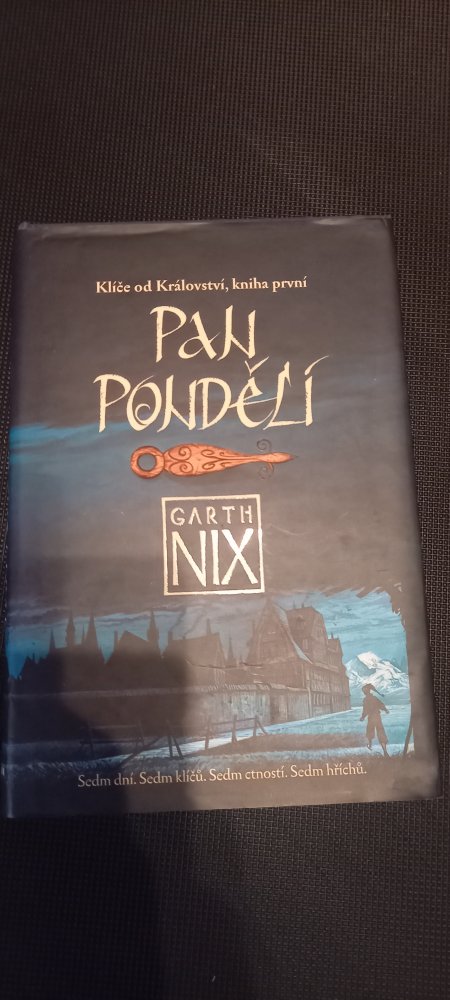 Klíče od Království, kniha první
PAN
PONDĚLÍ
GARTH
NIX
Sedm dní. Sedm klíčů. Sedm ctností. Sedm hříchů.